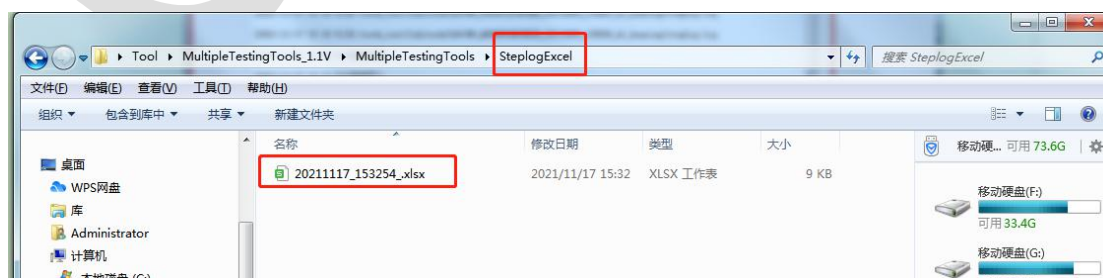 Tool ▸ MultipleTestingTools_1.1V ▸ MultipleTestingTools ▸ SteplogExcel
搜索 SteplogExcel
文件(F) 编辑(E) 查看(V) 工具(T) 帮助(H)
组织 包含到库中 共享 新建文件夹
名称 修改日期 类型 大小
移动硬... 可用 73.6G
桌面
20211117_153254_.xlsx 2021/11/17 15:32 XLSX 工作表 9 KB
WPS网盘
移动硬盘(F:)
库
可用 33.4G
Administrator
计算机
移动硬盘(G:)
本地磁盘 (C:)